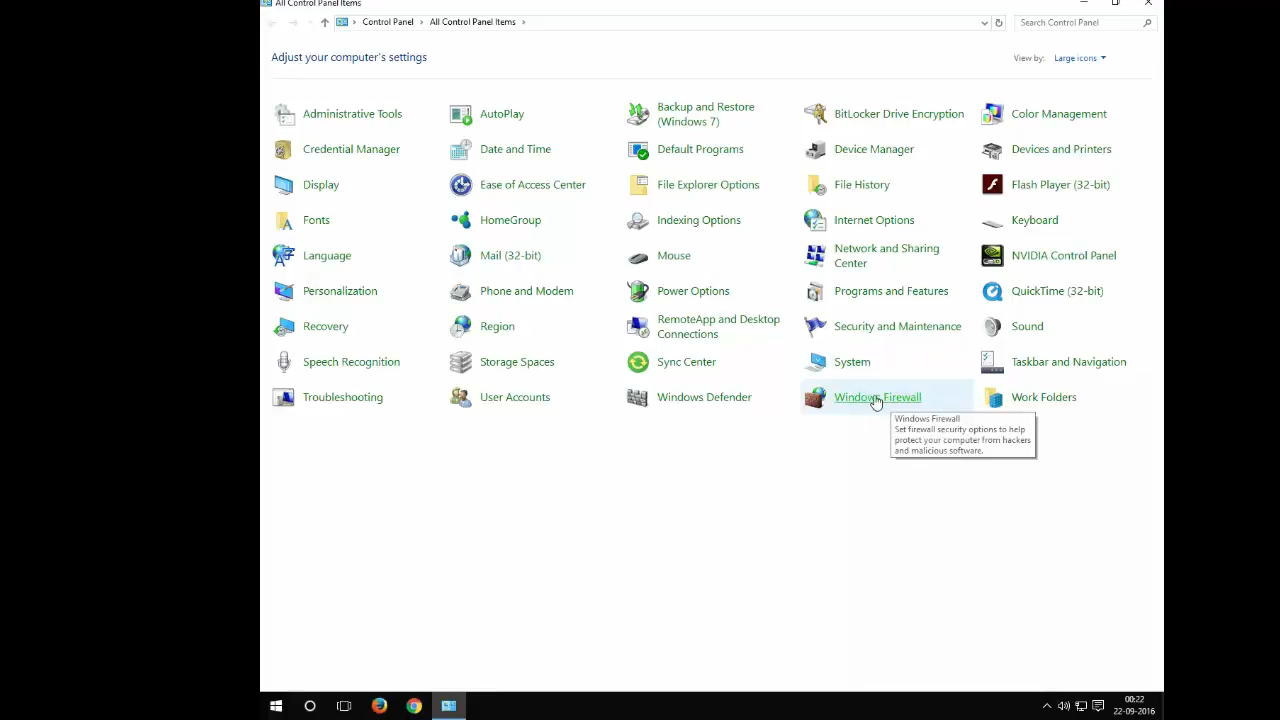 All Control Panel Items
Control Panel > All Control Panel Items >
Search Control Panel
Adjust your computer's settings
View by: Large icons
Administrative Tools
AutoPlay
Backup and Restore
(Windows 7)
BitLocker Drive Encryption
Color Management
Credential Manager
Date and Time
Default Programs
Device Manager
Devices and Printers
Display
Ease of Access Center
File Explorer Options
File History
Flash Player (32-bit)
Fonts
HomeGroup
Indexing Options
Internet Options
Keyboard
Language
Mail (32-bit)
Mouse
Network and Sharing
Center
NVIDIA Control Panel
Personalization
Phone and Modem
Power Options
Programs and Features
QuickTime (32-bit)
Recovery
Region
RemoteApp and Desktop
Connections
Security and Maintenance
Sound
Speech Recognition
Storage Spaces
Sync Center
System
Taskbar and Navigation
Troubleshooting
User Accounts
Windows Defender
Windows Firewall
Work Folders
Windows Firewall
Set firewall security options to help
protect your computer from hackers
and malicious software.
00:22
22-09-2016